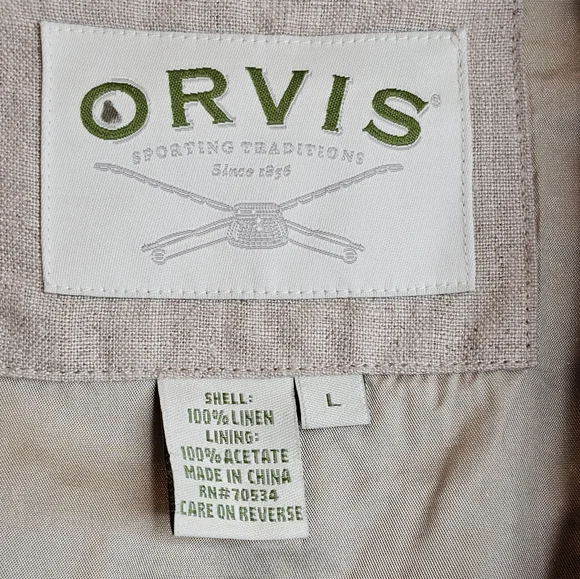 ORVIS®
SPORTING TRADITIONS
Since 1856
SHELL:
100% LINEN
LINING:
100% ACETATE
MADE IN CHINA
RN#70534
CARE ON REVERSE
L